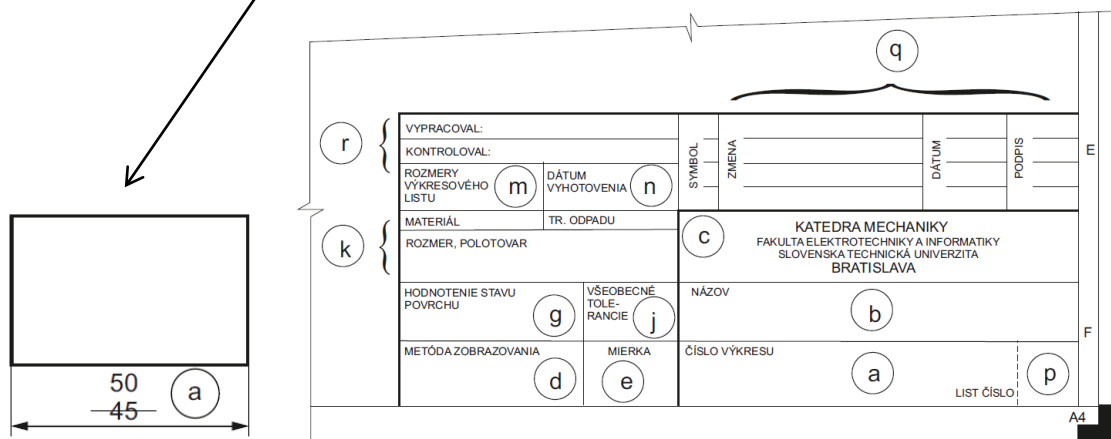 50
45
a
q
r
VYPRACOVAL:
KONTROLOVAL:
ROZMERY
VÝKRESOVÉHO
LISTU
m
DÁTUM
VYHOTOVENIA
n
SYMBOL
ZMENA
DÁTUM
PODPIS
E
k
MATERIÁL
TR. ODPADU
ROZMER, POLOTOVAR
c
KATEDRA MECHANIKY
FAKULTA ELEKTROTECHNIKY A INFORMATIKY
SLOVENSKA TECHNICKÁ UNIVERZITA
BRATISLAVA
HODNOTENIE STAVU
POVRCHU
g
VŠEOBECNÉ
TOLE-
RANCIE
j
NÁZOV
b
F
METÓDA ZOBRAZOVANIA
d
MIERKA
e
ČÍSLO VÝKRESU
a
LIST ČÍSLO
p
A4